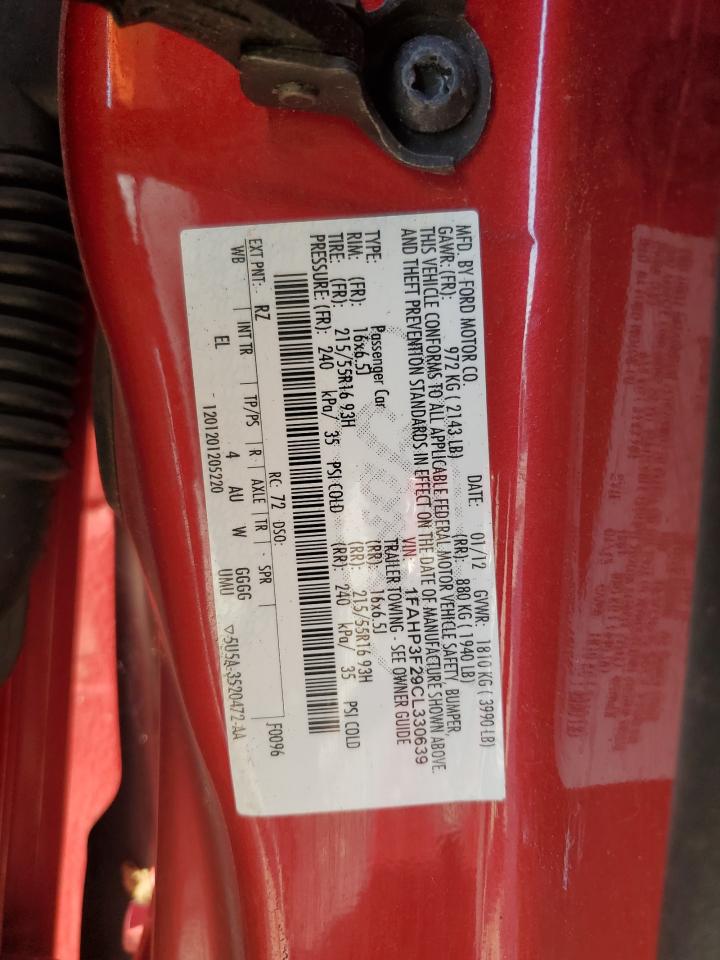 MFD. BY FORD MOTOR CO. DATE: 01/12 GVWR: 1810 KG ( 3990 LB)
GAWR: (FR): 972 KG ( 2143 LB) (RR): 880 KG ( 1940 LB)
THIS VEHICLE CONFORMS TO ALL APPLICABLE FEDERAL MOTOR VEHICLE SAFETY, BUMPER,
AND THEFT PREVENTION STANDARDS IN EFFECT ON THE DATE OF MANUFACTURE SHOWN ABOVE.
VIN: 1FAHP3F29CL330639
TYPE: Passenger Car TRAILER TOWING - SEE OWNER GUIDE
RIM: (FR): 16x6.5J (RR): 16x6.5J
TIRE: (FR): 215/55R16 93H (RR): 215/55R16 93H
PRESSURE: (FR): 240 kPa/ 35 PSI COLD (RR): 240 kPa/ 35 PSI COLD
F0096
EXT PNT: RZ RC: 72 DSO:
WB INT TR TP/PS R AXLE TR SPR
EL 4 AU W GGGG
- 1201201205220 UMU ▽5U5A-3520472-AA